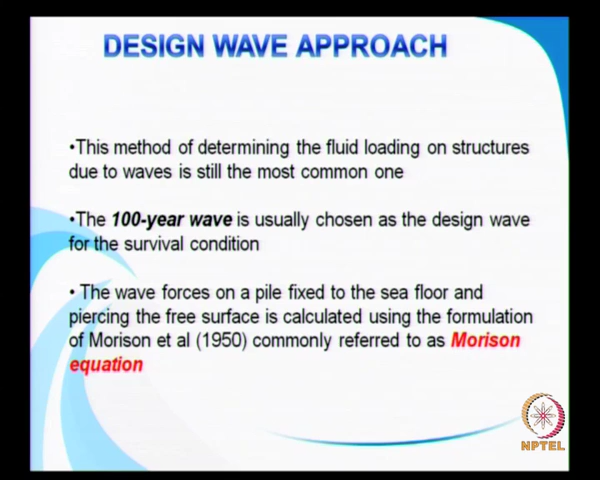 DESIGN WAVE APPROACH
•This method of determining the fluid loading on structures
due to waves is still the most common one
•The 100-year wave is usually chosen as the design wave
for the survival condition
• The wave forces on a pile fixed to the sea floor and
piercing the free surface is calculated using the formulation
of Morison et al (1950) commonly referred to as Morison
equation
NPTEL